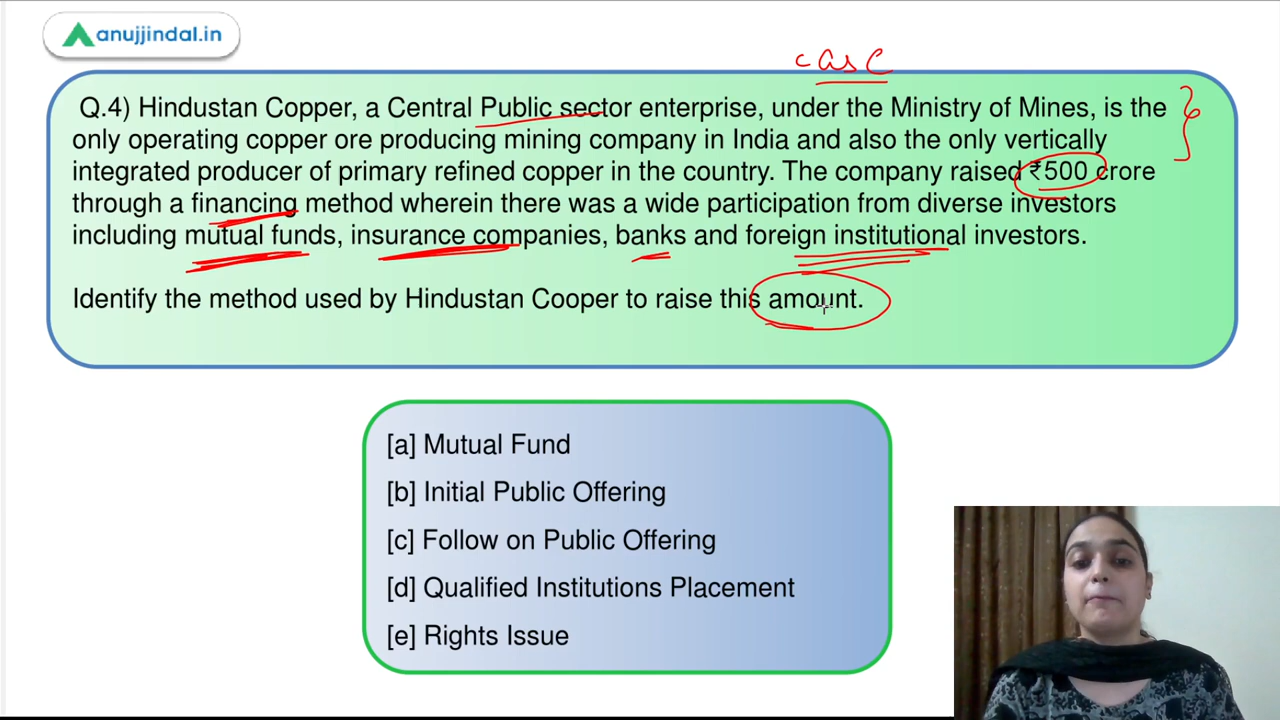 anujjindal.in
case
Q.4) Hindustan Copper, a Central Public sector enterprise, under the Ministry of Mines, is the
only operating copper ore producing mining company in India and also the only vertically
integrated producer of primary refined copper in the country. The company raised ₹500 crore
through a financing method wherein there was a wide participation from diverse investors
including mutual funds, insurance companies, banks and foreign institutional investors.
Identify the method used by Hindustan Cooper to raise this amount.
[a] Mutual Fund
[b] Initial Public Offering
[c] Follow on Public Offering
[d] Qualified Institutions Placement
[e] Rights Issue